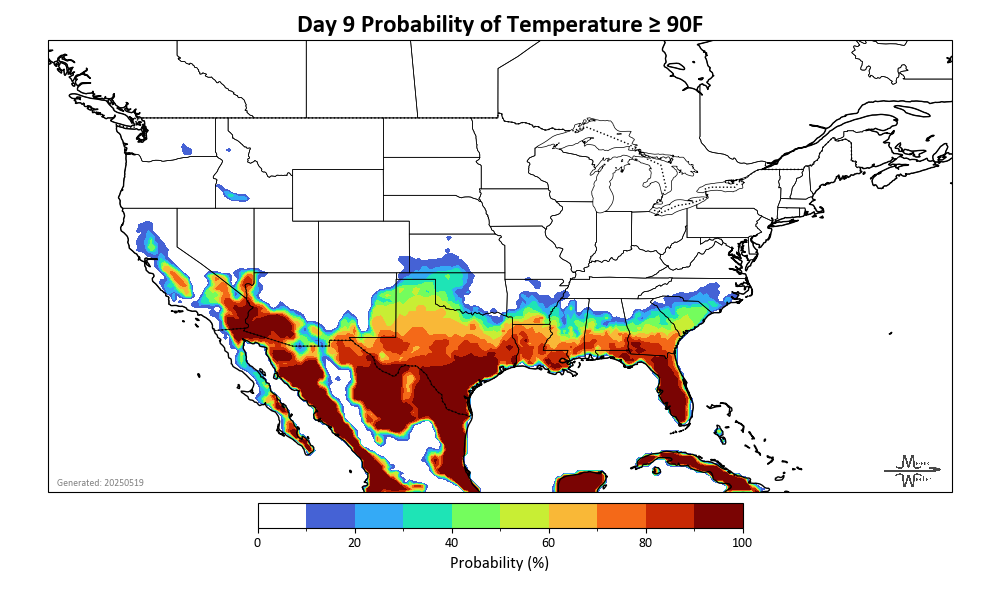 Day 9 Probability of Temperature ≥ 90F
Generated: 20250519
0 20 40 60 80 100
Probability (%)